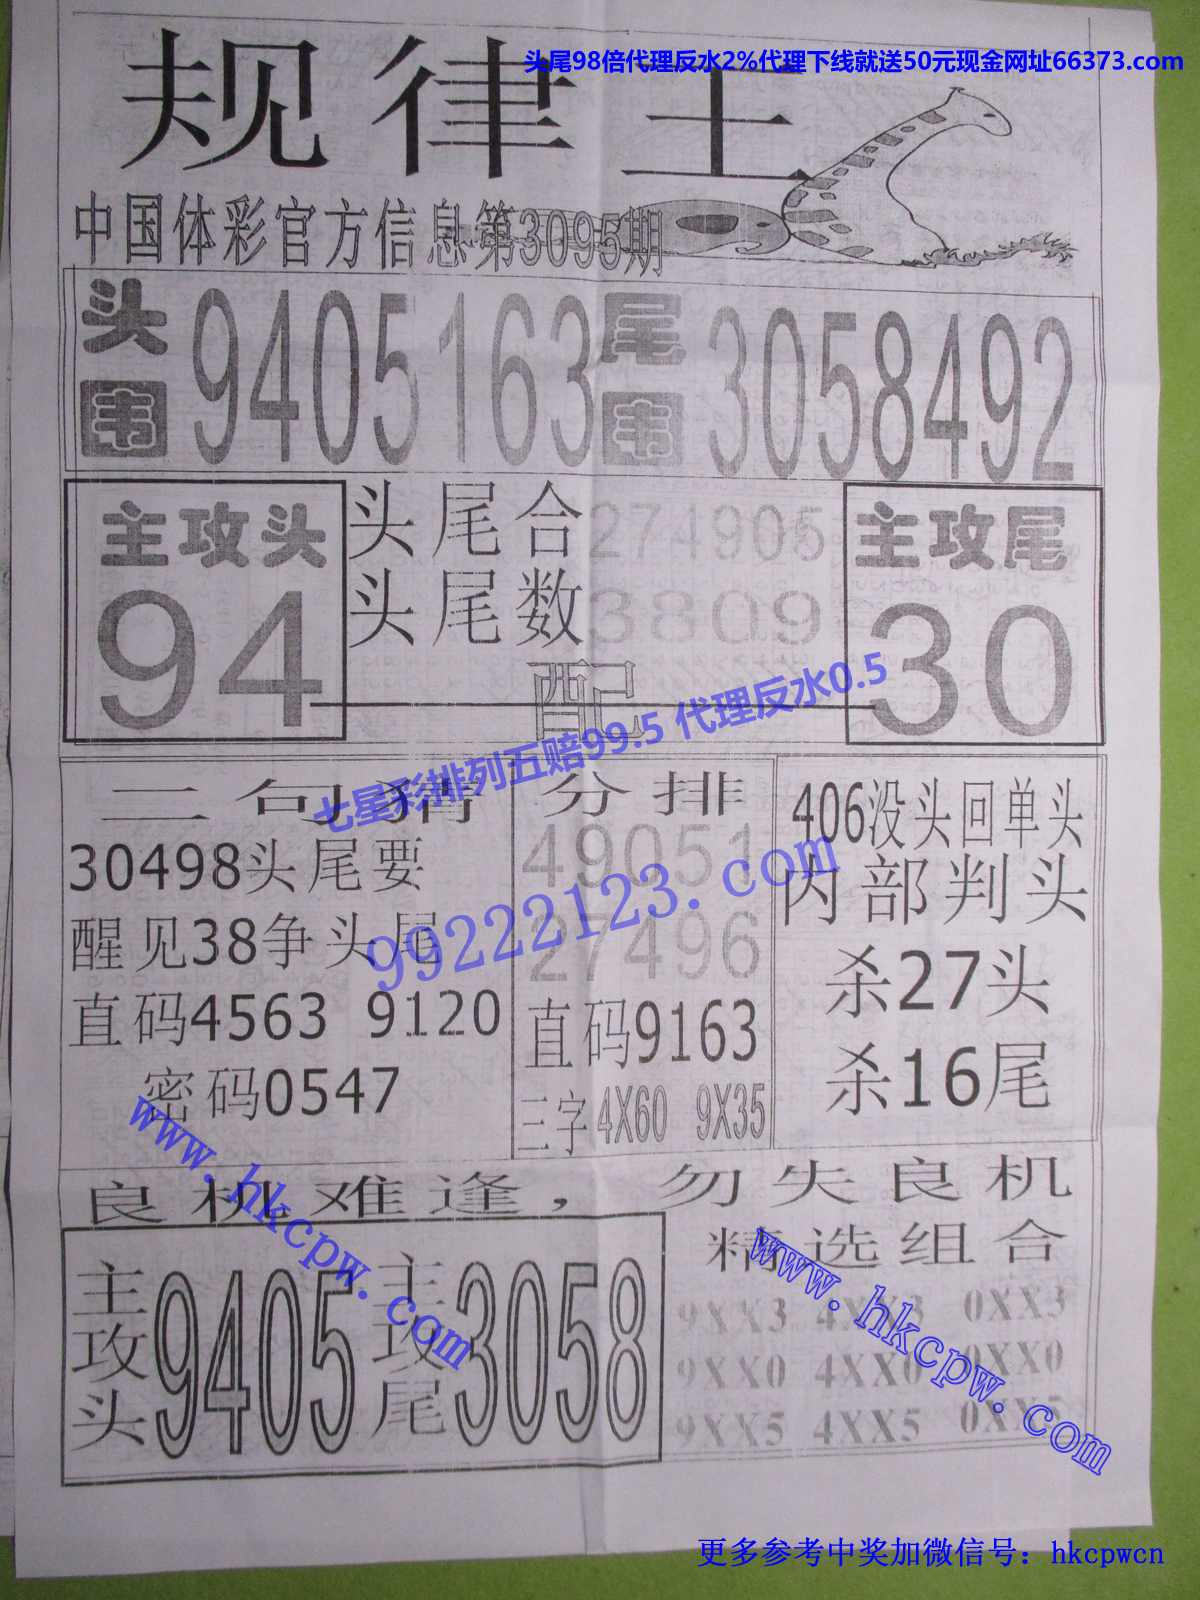 头尾98倍代理反水2%代理下线就送50元现金网址66373.com
规律王
中国体彩官方信息第3095期
头围 9405163 尾围 3058492
主攻头 头尾合 274905 主攻尾
94 头尾数 3809 30
配
七星彩排列五赔99.5 代理反水0.5
99222123.com
二句猜
30498头尾要
醒见38争头尾
直码4563 9120
密码0547
分排
49051
27496
直码9163
三字 4X60 9X35
406没头回单头
内部判头
杀27头
杀16尾
良机难逢，勿失良机
主攻头 9405 主攻尾 3058
精选组合
9XX3 4XX3 0XX3
9XX0 4XX0 0XX0
9XX5 4XX5 0XX5
www.hkcpw.com
www.hkcpw.com
更多参考中奖加微信号：hkcpwcn